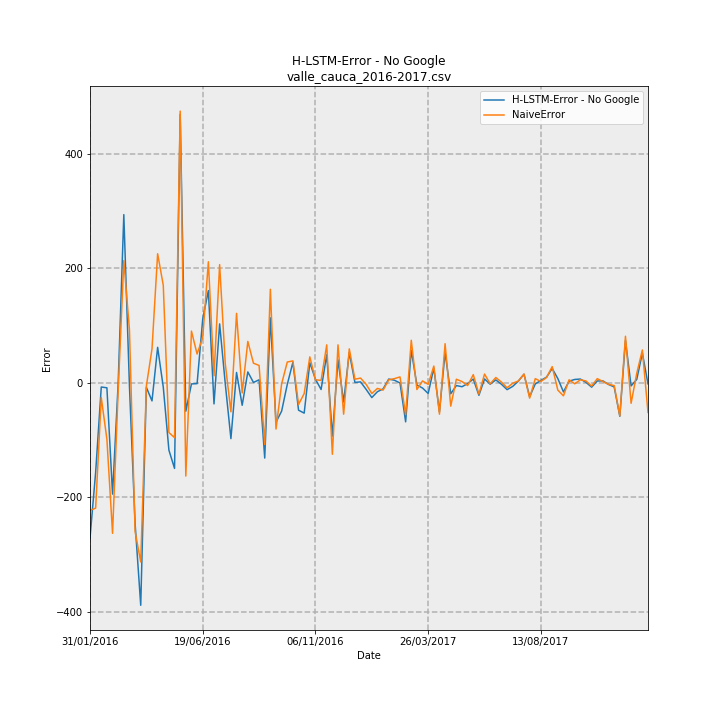 H-LSTM-Error - No Google
valle_cauca_2016-2017.csv
H-LSTM-Error - No Google
NaiveError
400
200
0
−200
−400
Error
31/01/2016
19/06/2016
06/11/2016
26/03/2017
13/08/2017
Date